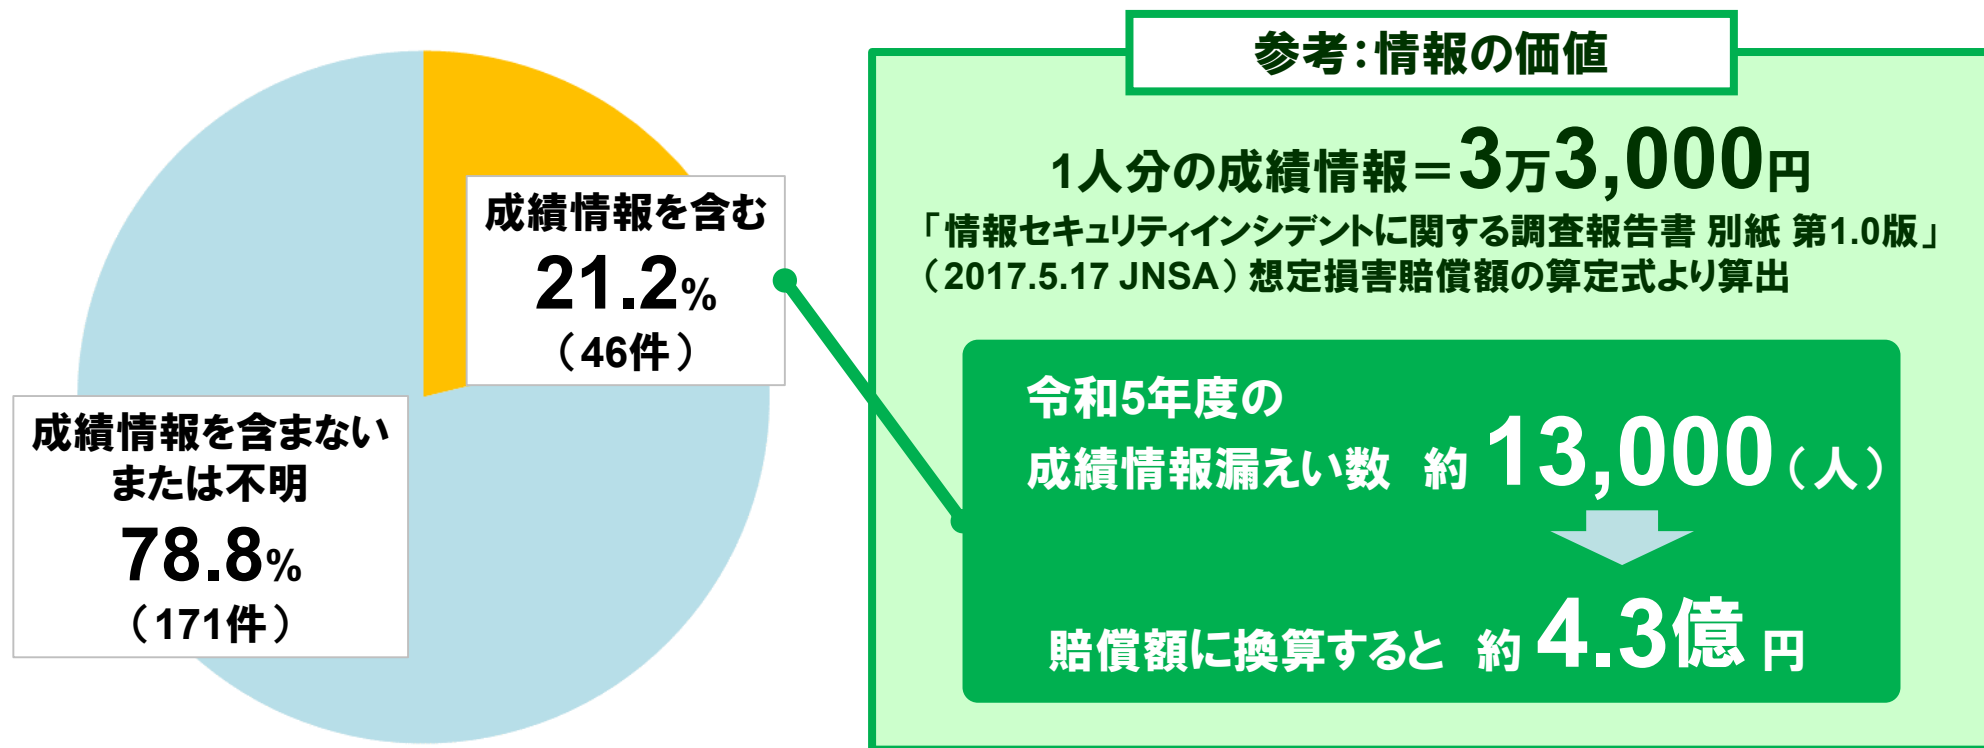 成績情報を含む
21.2%
（46件）
成績情報を含まない
または不明
78.8%
（171件）
参考：情報の価値
1人分の成績情報＝3万3,000円
「情報セキュリティインシデントに関する調査報告書 別紙 第1.0版」
（2017.5.17 JNSA）想定損害賠償額の算定式より算出
令和5年度の
成績情報漏えい数 約13,000（人）
賠償額に換算すると 約4.3億円